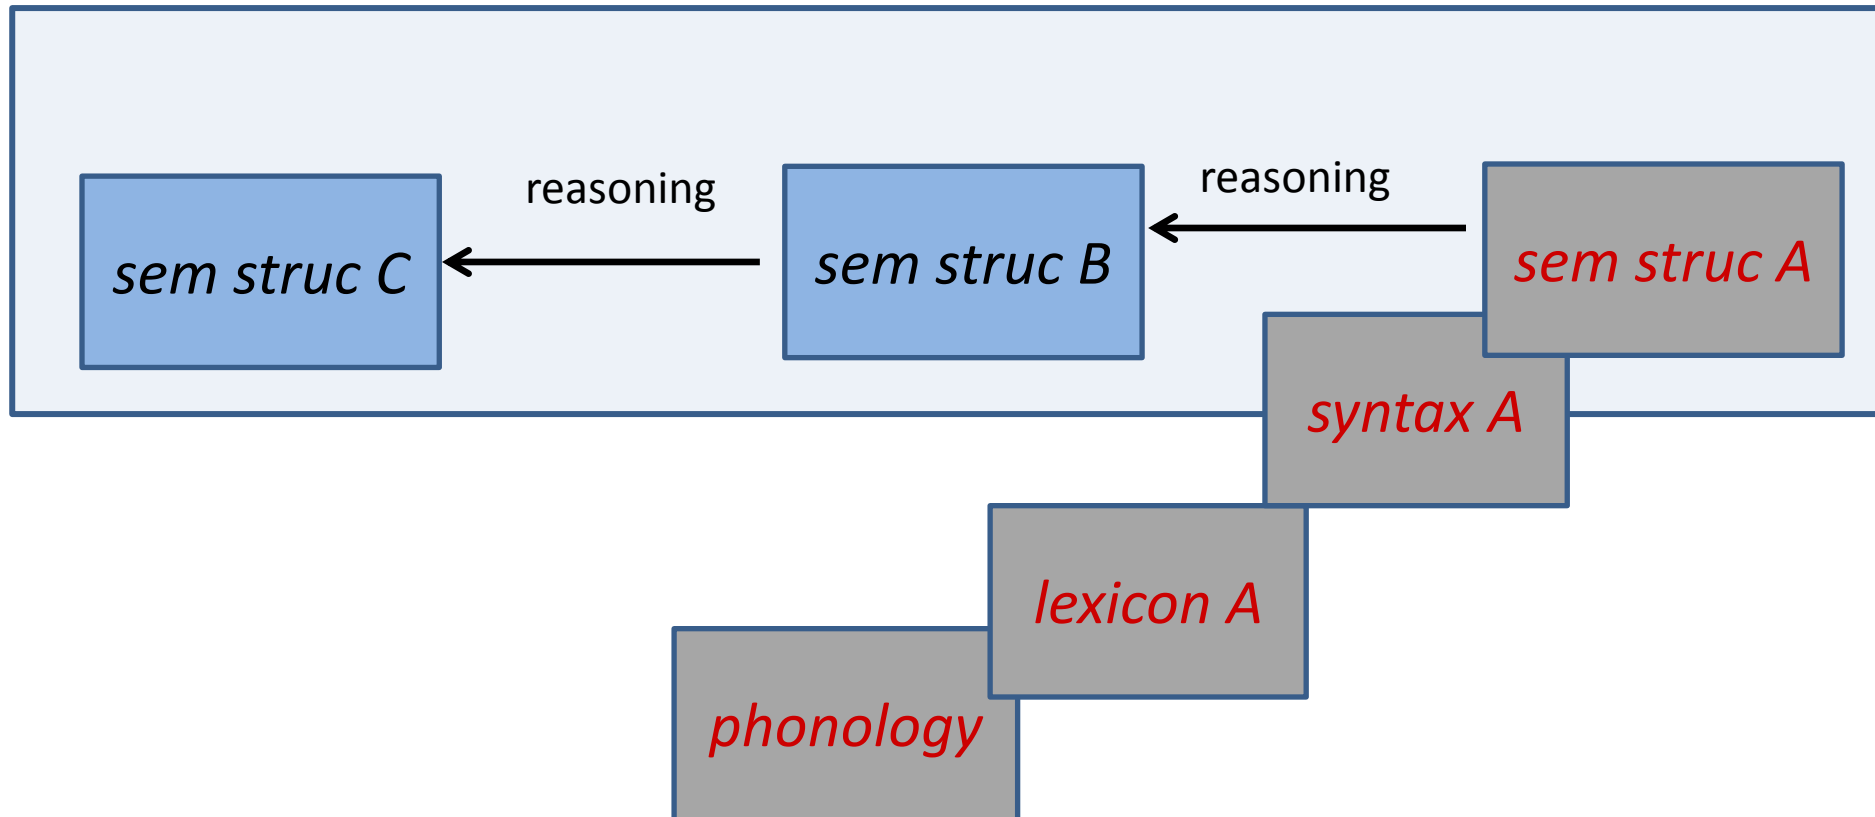 reasoning
reasoning
sem struc C
sem struc B
sem struc A
syntax A
lexicon A
phonology